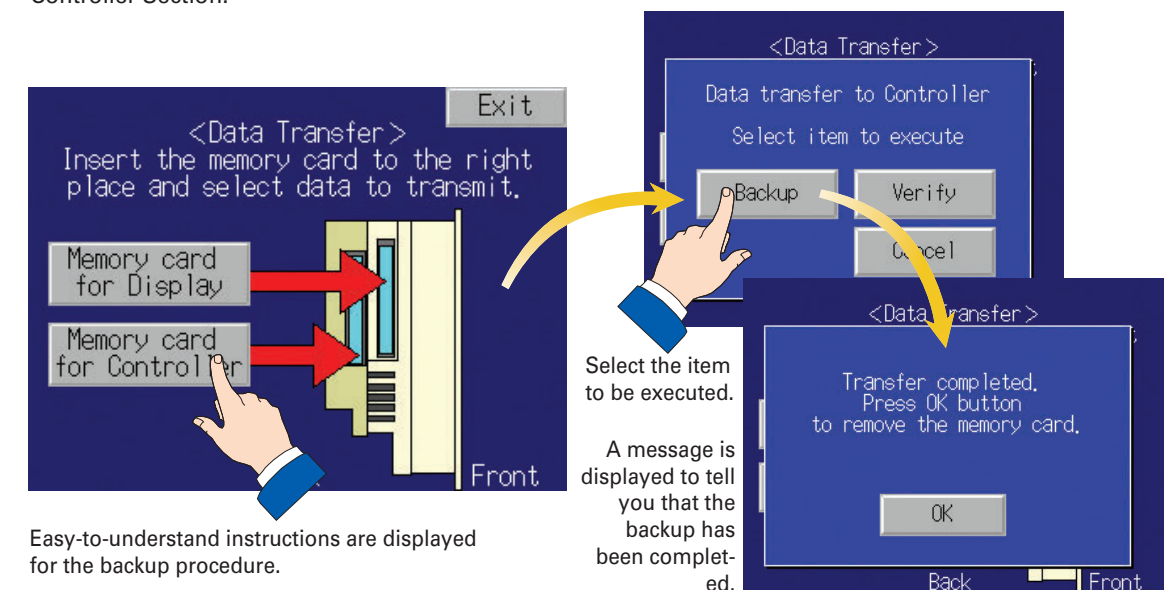 Controller Section.
Exit
<Data Transfer>
Insert the memory card to the right
place and select data to transmit.
Memory card
for Display
Memory card
for Controller
Front
Easy-to-understand instructions are displayed
for the backup procedure.
<Data Transfer>
Data transfer to Controller
Select item to execute
Backup
Verify
Cancel
Select the item
to be executed.
A message is
displayed to tell
you that the
backup has
been complet-
ed.
<Data Transfer>
Transfer completed.
Press OK button
to remove the memory card.
OK
Back
Front